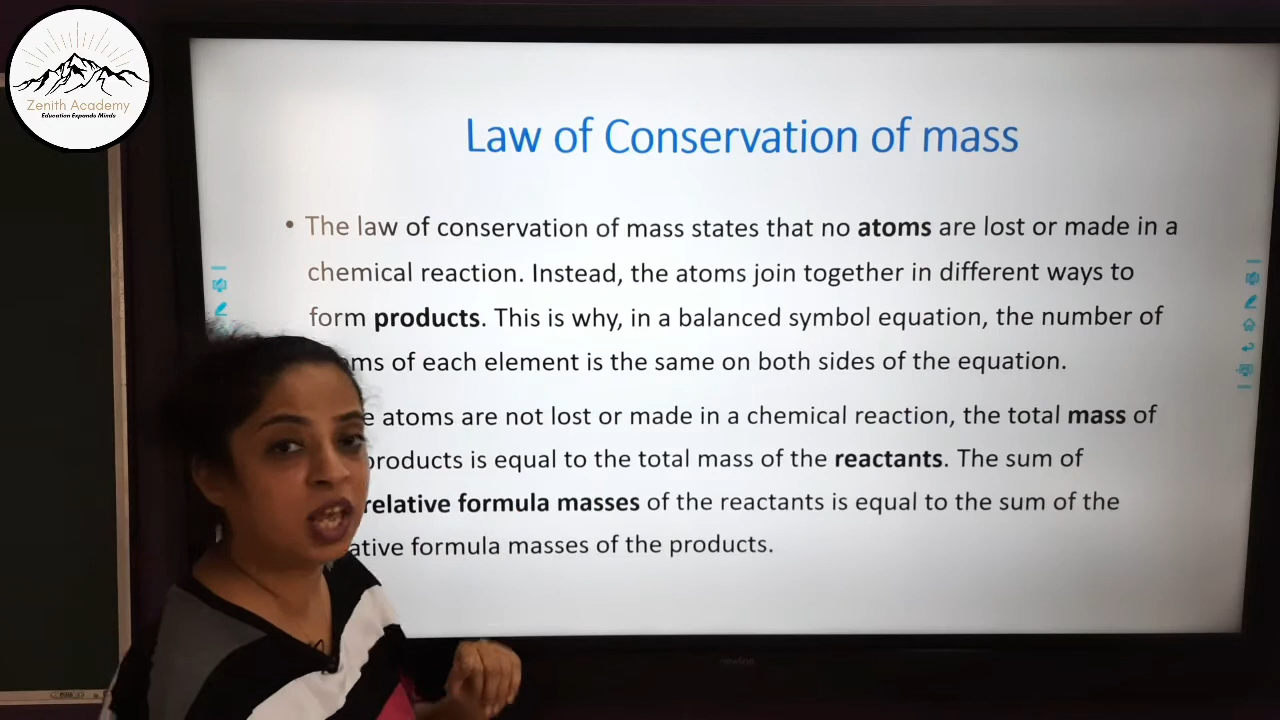 Zenith Academy
Education Expands Minds
Law of Conservation of mass
• The law of conservation of mass states that no atoms are lost or made in a
chemical reaction. Instead, the atoms join together in different ways to
form products. This is why, in a balanced symbol equation, the number of
ms of each element is the same on both sides of the equation.
e atoms are not lost or made in a chemical reaction, the total mass of
products is equal to the total mass of the reactants. The sum of
relative formula masses of the reactants is equal to the sum of the
ative formula masses of the products.